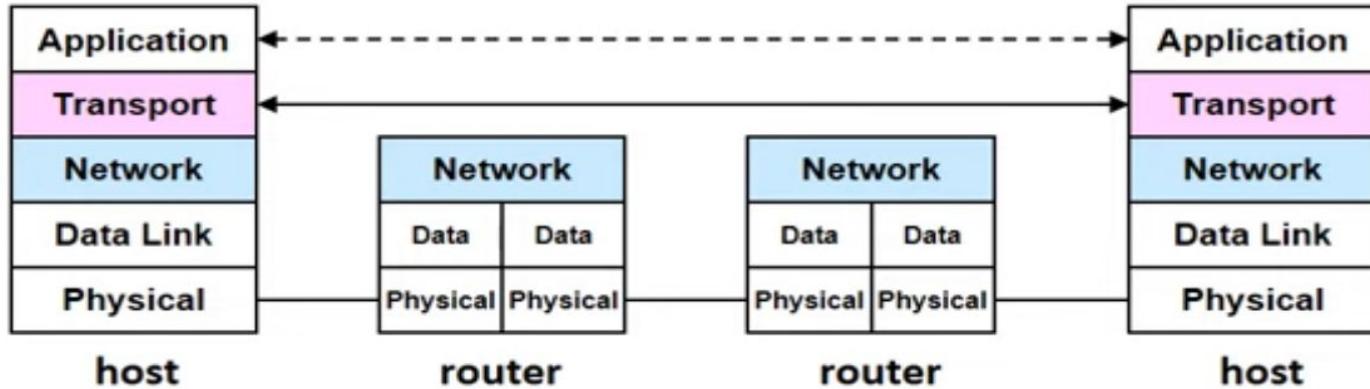 Application Application
Transport Transport
Network Network Network Network
Data Link Data Data Data Data Data Link
Physical Physical Physical Physical Physical Physical
host router router host